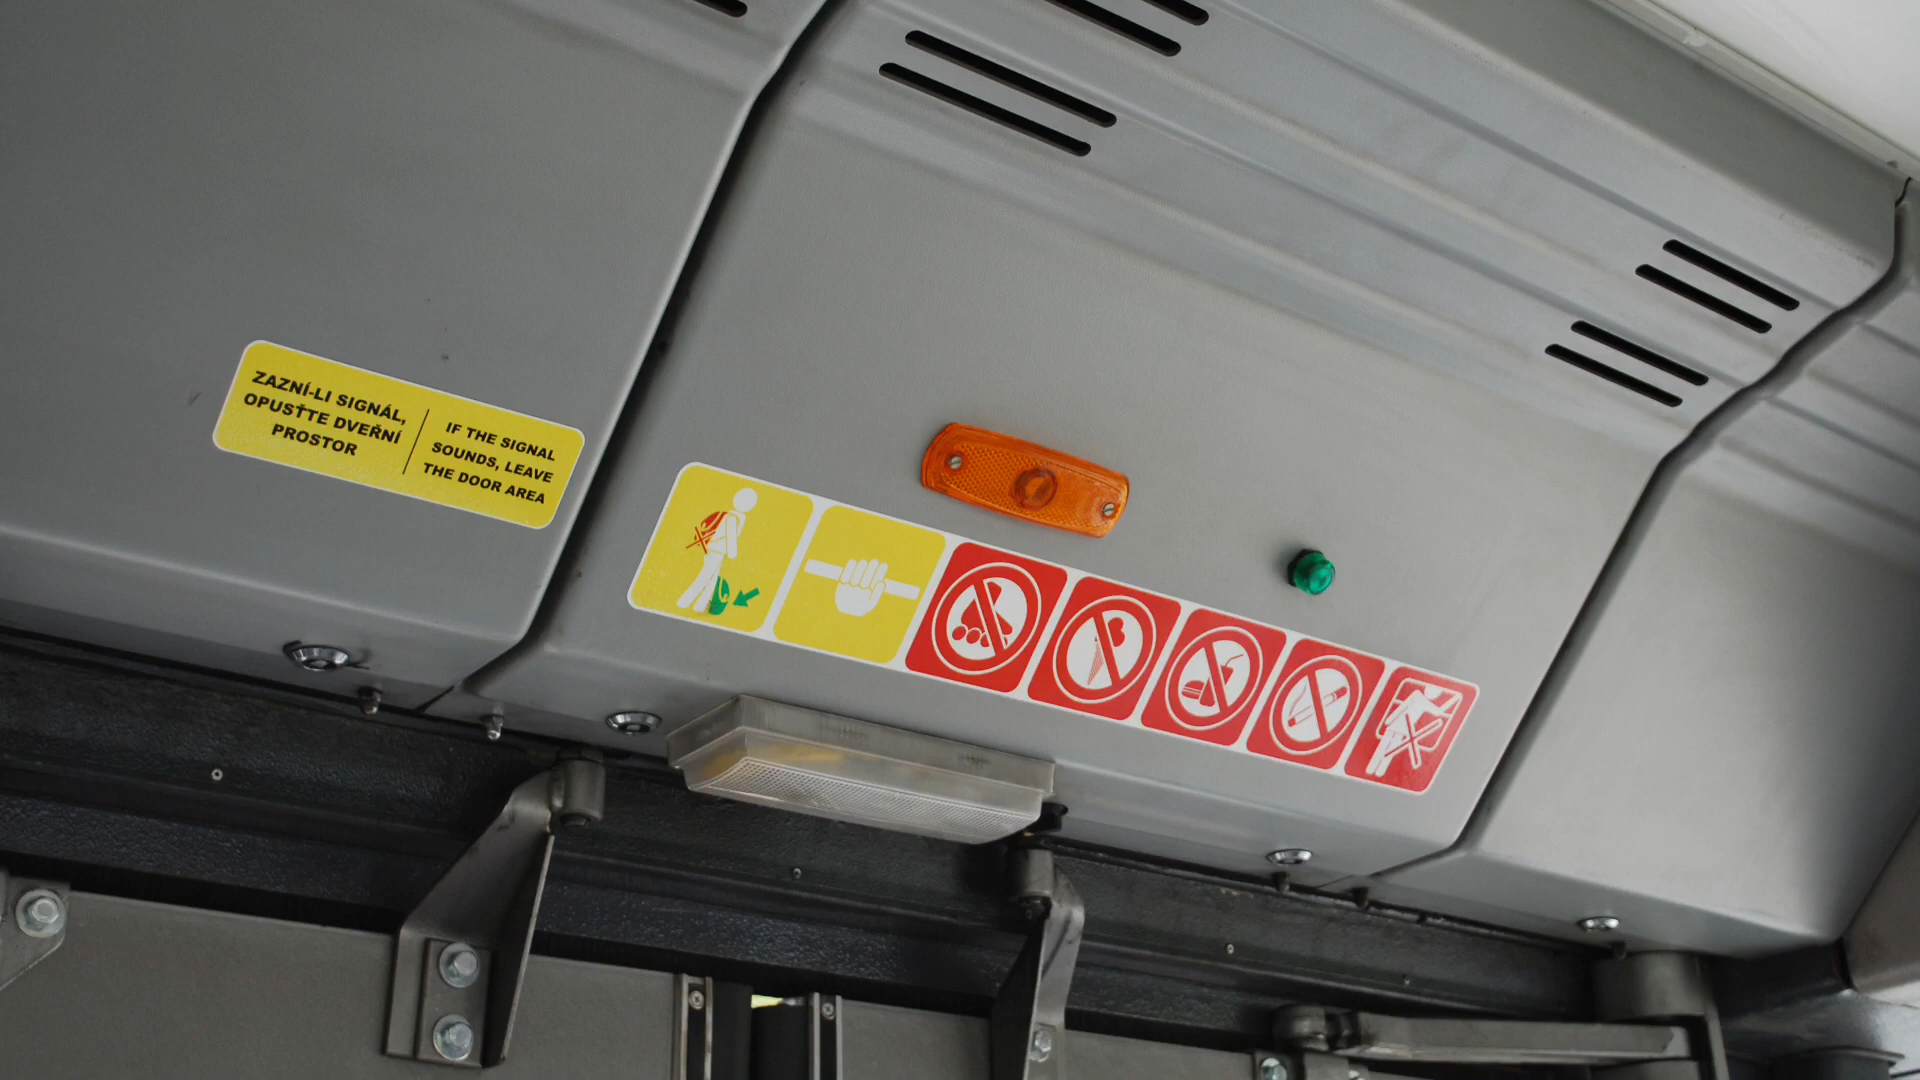 ZAZNÍ-LI SIGNÁL,
OPUSŤTE DVEŘNÍ
PROSTOR
IF THE SIGNAL
SOUNDS, LEAVE
THE DOOR AREA